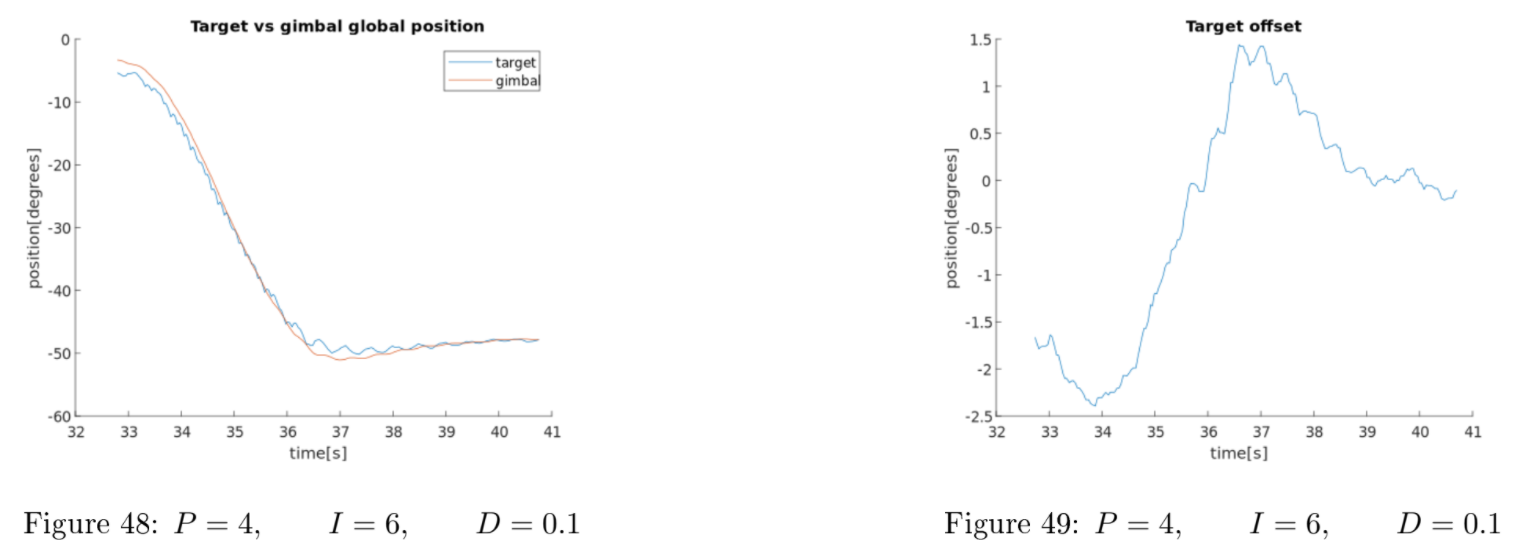 Target vs gimbal global position
target
gimbal
0
-10
-20
-30
-40
-50
-60
position[degrees]
32 33 34 35 36 37 38 39 40 41
time[s]
Figure 48: P = 4, I = 6, D = 0.1
Target offset
1.5
1
0.5
0
-0.5
-1
-1.5
-2
-2.5
position[degrees]
32 33 34 35 36 37 38 39 40 41
time[s]
Figure 49: P = 4, I = 6, D = 0.1